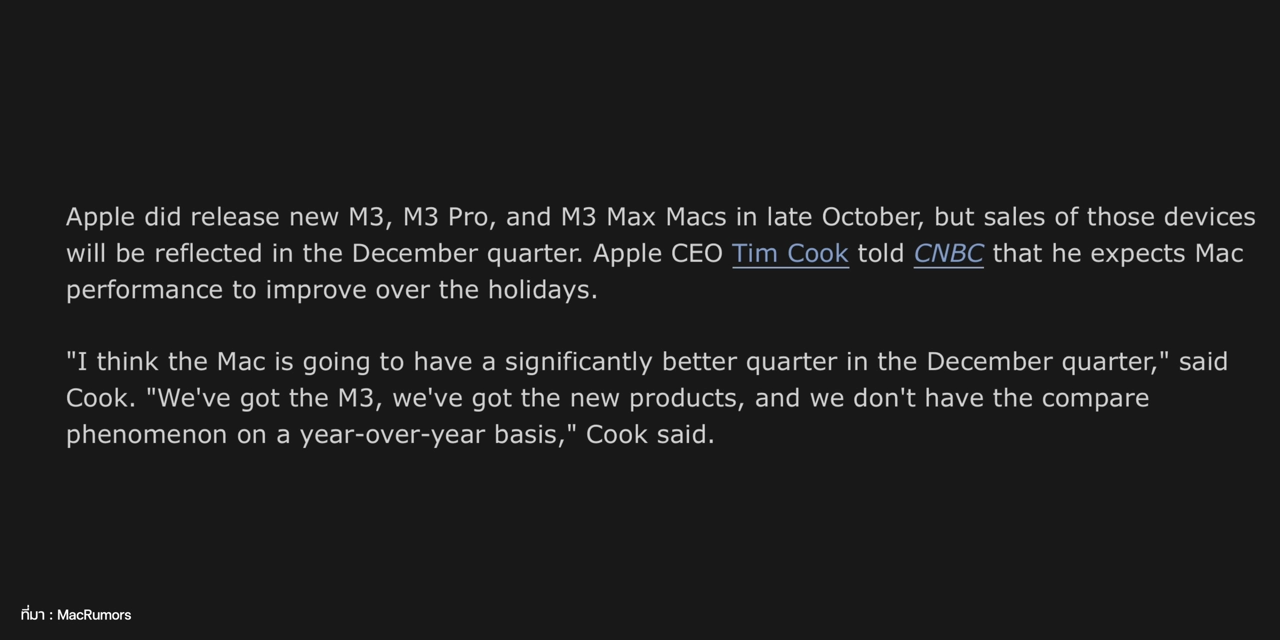 Apple did release new M3, M3 Pro, and M3 Max Macs in late October, but sales of those devices
will be reflected in the December quarter. Apple CEO Tim Cook told CNBC that he expects Mac
performance to improve over the holidays.
"I think the Mac is going to have a significantly better quarter in the December quarter," said
Cook. "We've got the M3, we've got the new products, and we don't have the compare
phenomenon on a year-over-year basis," Cook said.
ที่มา : MacRumors